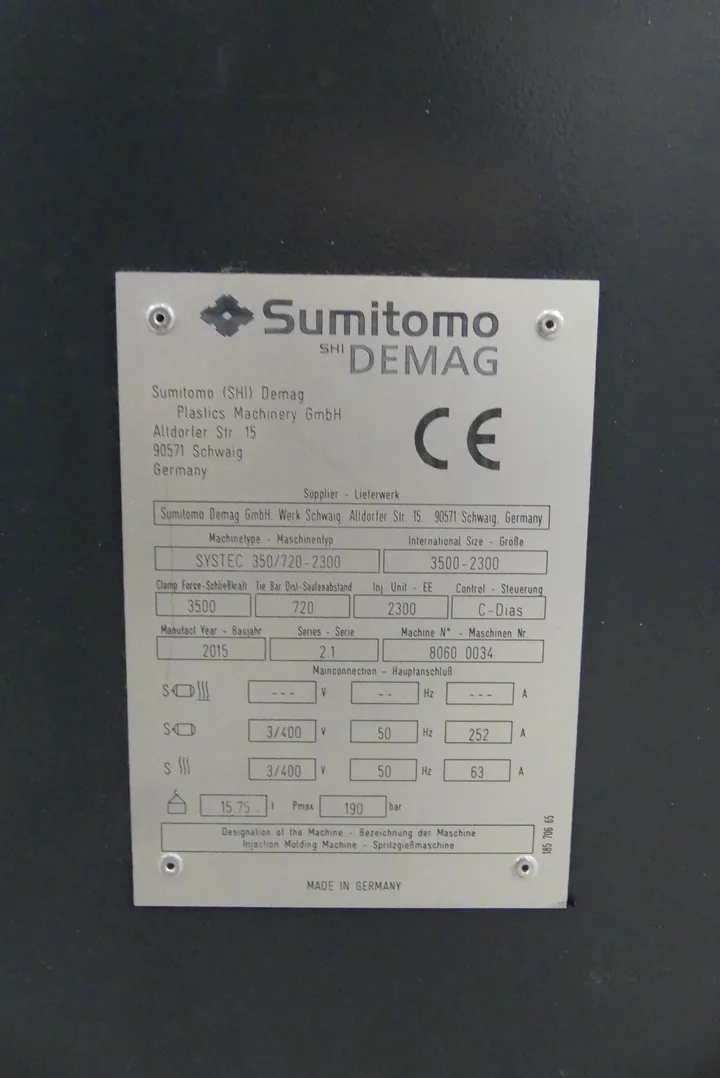 Sumitomo
SHI DEMAG
Sumitomo (SHI) Demag
Plastics Machinery GmbH
Altdorfer Str 15
90571 Schwaig
Germany
CE
Supplier - Lieferwerk
Sumitomo Demag GmbH, Werk Schwaig, Altdorfer Str. 15, 90571 Schwaig, Germany
Machinetype - Maschinentyp International Size - Größe
SYSTEC 350/720-2300 3500-2300
Clamp Force-Schließkraft Tie Bar Dist-Säulenabstand Inj Unit - EE Control - Steuerung
3500 720 2300 C-Dias
Manufact Year - Baujahr Series - Serie Machine N° - Maschinen Nr.
2015 2.1 8060 0034
Mainconnection - Hauptanschluß
S --- V -- Hz --- A
S 3/400 V 50 Hz 252 A
S 3/400 V 50 Hz 63 A
15.75 t Pmax 190 bar
Designation of the Machine - Bezeichnung der Maschine
Injection Molding Machine - Spritzgießmaschine
185 706 65
MADE IN GERMANY